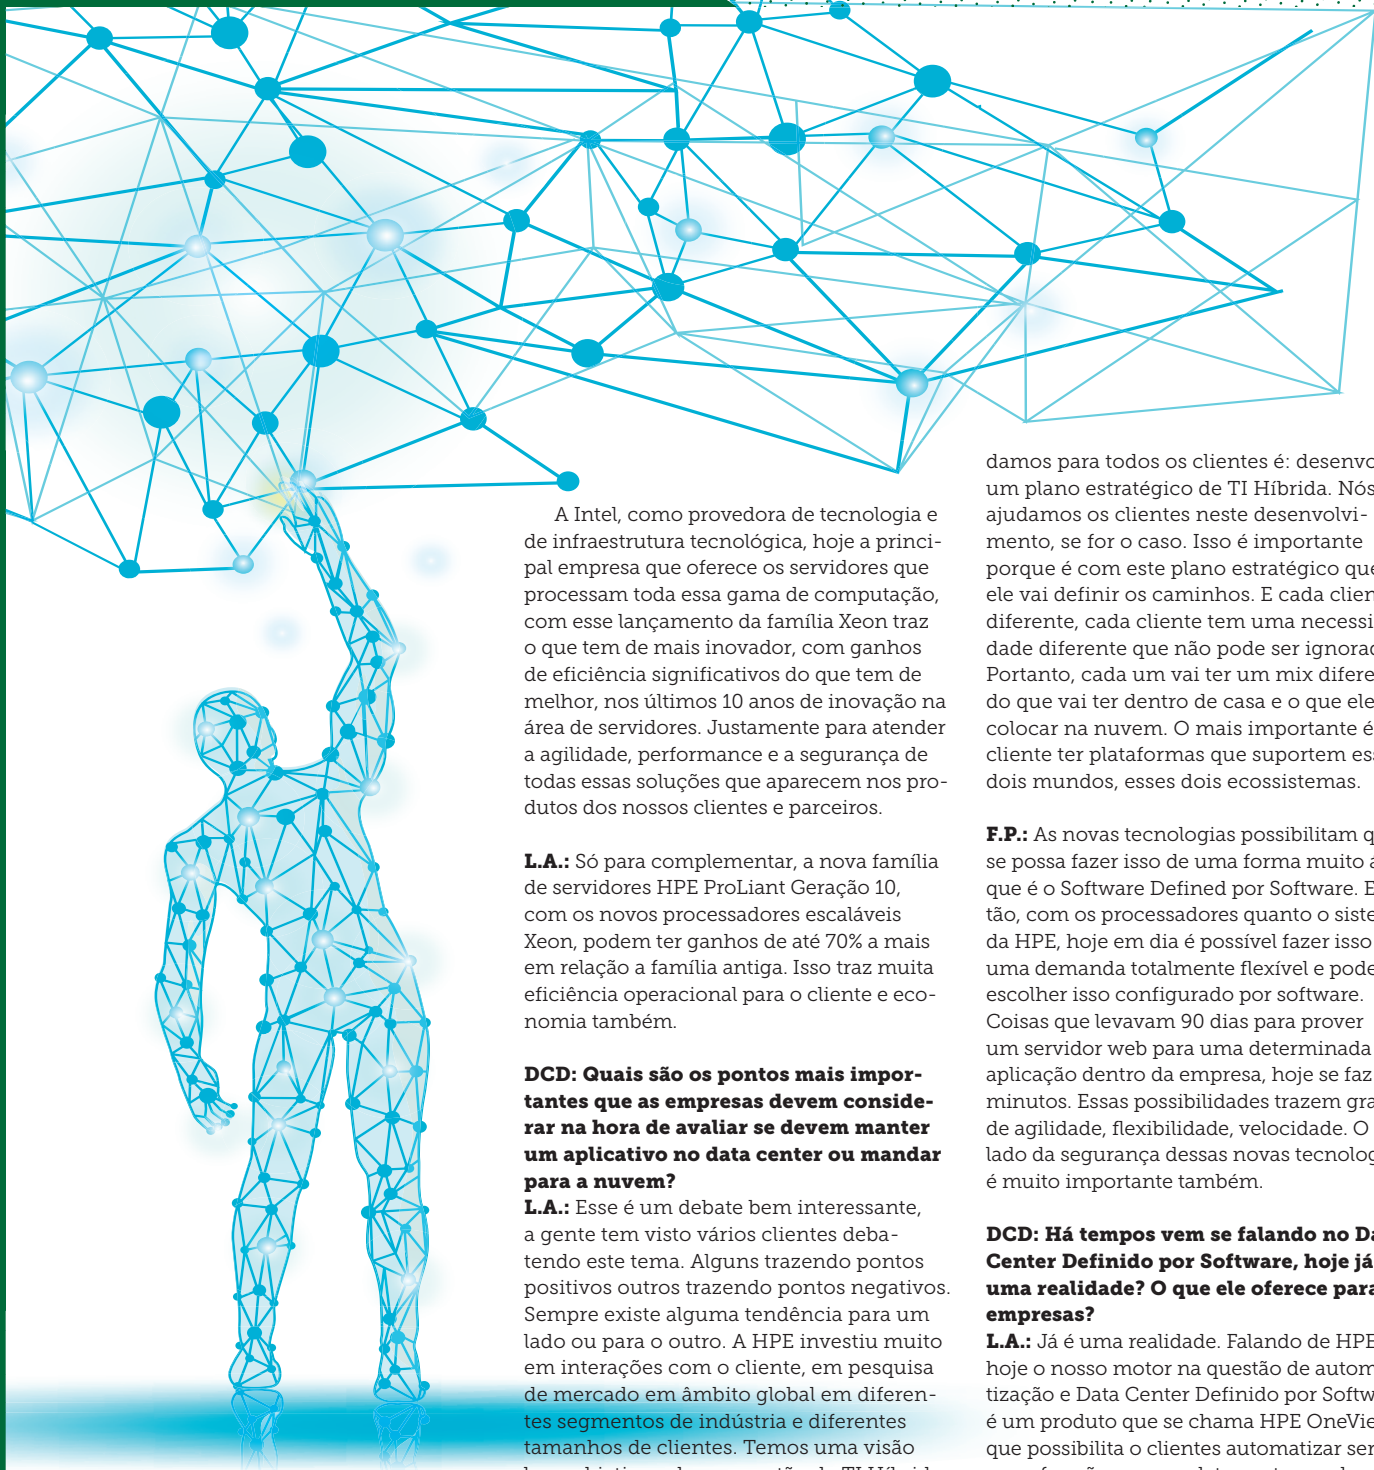 A Intel, como provedora de tecnologia e
de infraestrutura tecnológica, hoje a princi-
pal empresa que oferece os servidores que
processam toda essa gama de computação,
com esse lançamento da família Xeon traz
o que tem de mais inovador, com ganhos
de eficiência significativos do que tem de
melhor, nos últimos 10 anos de inovação na
área de servidores. Justamente para atender
a agilidade, performance e a segurança de
todas essas soluções que aparecem nos pro-
dutos dos nossos clientes e parceiros.
L.A.: Só para complementar, a nova família
de servidores HPE ProLiant Geração 10,
com os novos processadores escaláveis
Xeon, podem ter ganhos de até 70% a mais
em relação a família antiga. Isso traz muita
eficiência operacional para o cliente e eco-
nomia também.
DCD: Quais são os pontos mais impor-
tantes que as empresas devem conside-
rar na hora de avaliar se devem manter
um aplicativo no data center ou mandar
para a nuvem?
L.A.: Esse é um debate bem interessante,
a gente tem visto vários clientes deba-
tendo este tema. Alguns trazendo pontos
positivos outros trazendo pontos negativos.
Sempre existe alguma tendência para um
lado ou para o outro. A HPE investiu muito
em interações com o cliente, em pesquisa
de mercado em âmbito global em diferen-
tes segmentos de indústria e diferentes
tamanhos de clientes. Temos uma visão
damos para todos os clientes é:
um plano estratégico de TI Híbrida. Nós
ajudamos os clientes neste desenvolvi-
mento, se for o caso. Isso é importante
porque é com este plano estratégico que
ele vai definir os caminhos. E cada
diferente, cada cliente tem uma necessi-
dade diferente que não pode ser
Portanto, cada um vai ter um mix
do que vai ter dentro de casa e o que ele
colocar na nuvem. O mais importante é
cliente ter plataformas que suportem
dois mundos, esses dois ecossistemas.
F.P.: As novas tecnologias possibilitam
se possa fazer isso de uma forma muito
que é o Software Defined por Software.
tão, com os processadores quanto o
da HPE, hoje em dia é possível fazer isso
uma demanda totalmente flexível e
escolher isso configurado por software.
Coisas que levavam 90 dias para prover
um servidor web para uma determinada
aplicação dentro da empresa, hoje se faz
minutos. Essas possibilidades trazem
de agilidade, flexibilidade, velocidade. O
lado da segurança dessas novas
é muito importante também.
DCD: Há tempos vem se falando no
Center Definido por Software, hoje já
uma realidade? O que ele oferece para
empresas?
L.A.: Já é uma realidade. Falando de HPE
hoje o nosso motor na questão de
tização e Data Center Definido por
é um produto que se chama HPE
que possibilita o clientes automatizar